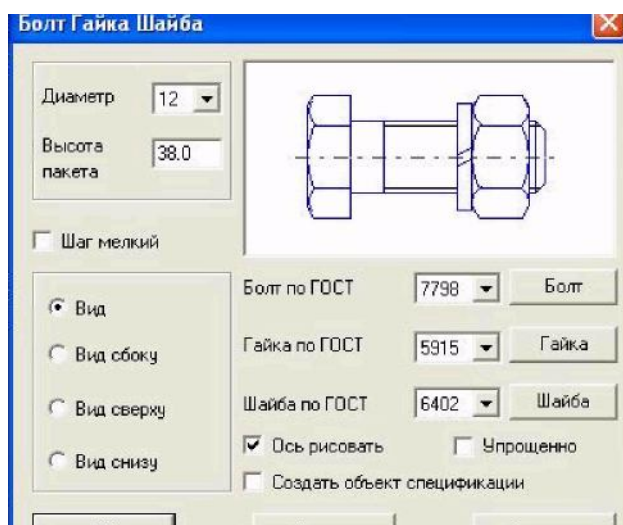 Болт Гайка Шайба
Диаметр 12
Высота пакета 38.0
Шаг мелкий
Вид
Вид сбоку
Вид сверху
Вид снизу
Болт по ГОСТ 7798 Болт
Гайка по ГОСТ 5915 Гайка
Шайба по ГОСТ 6402 Шайба
Ось рисовать Упрощенно
Создать объект спецификации